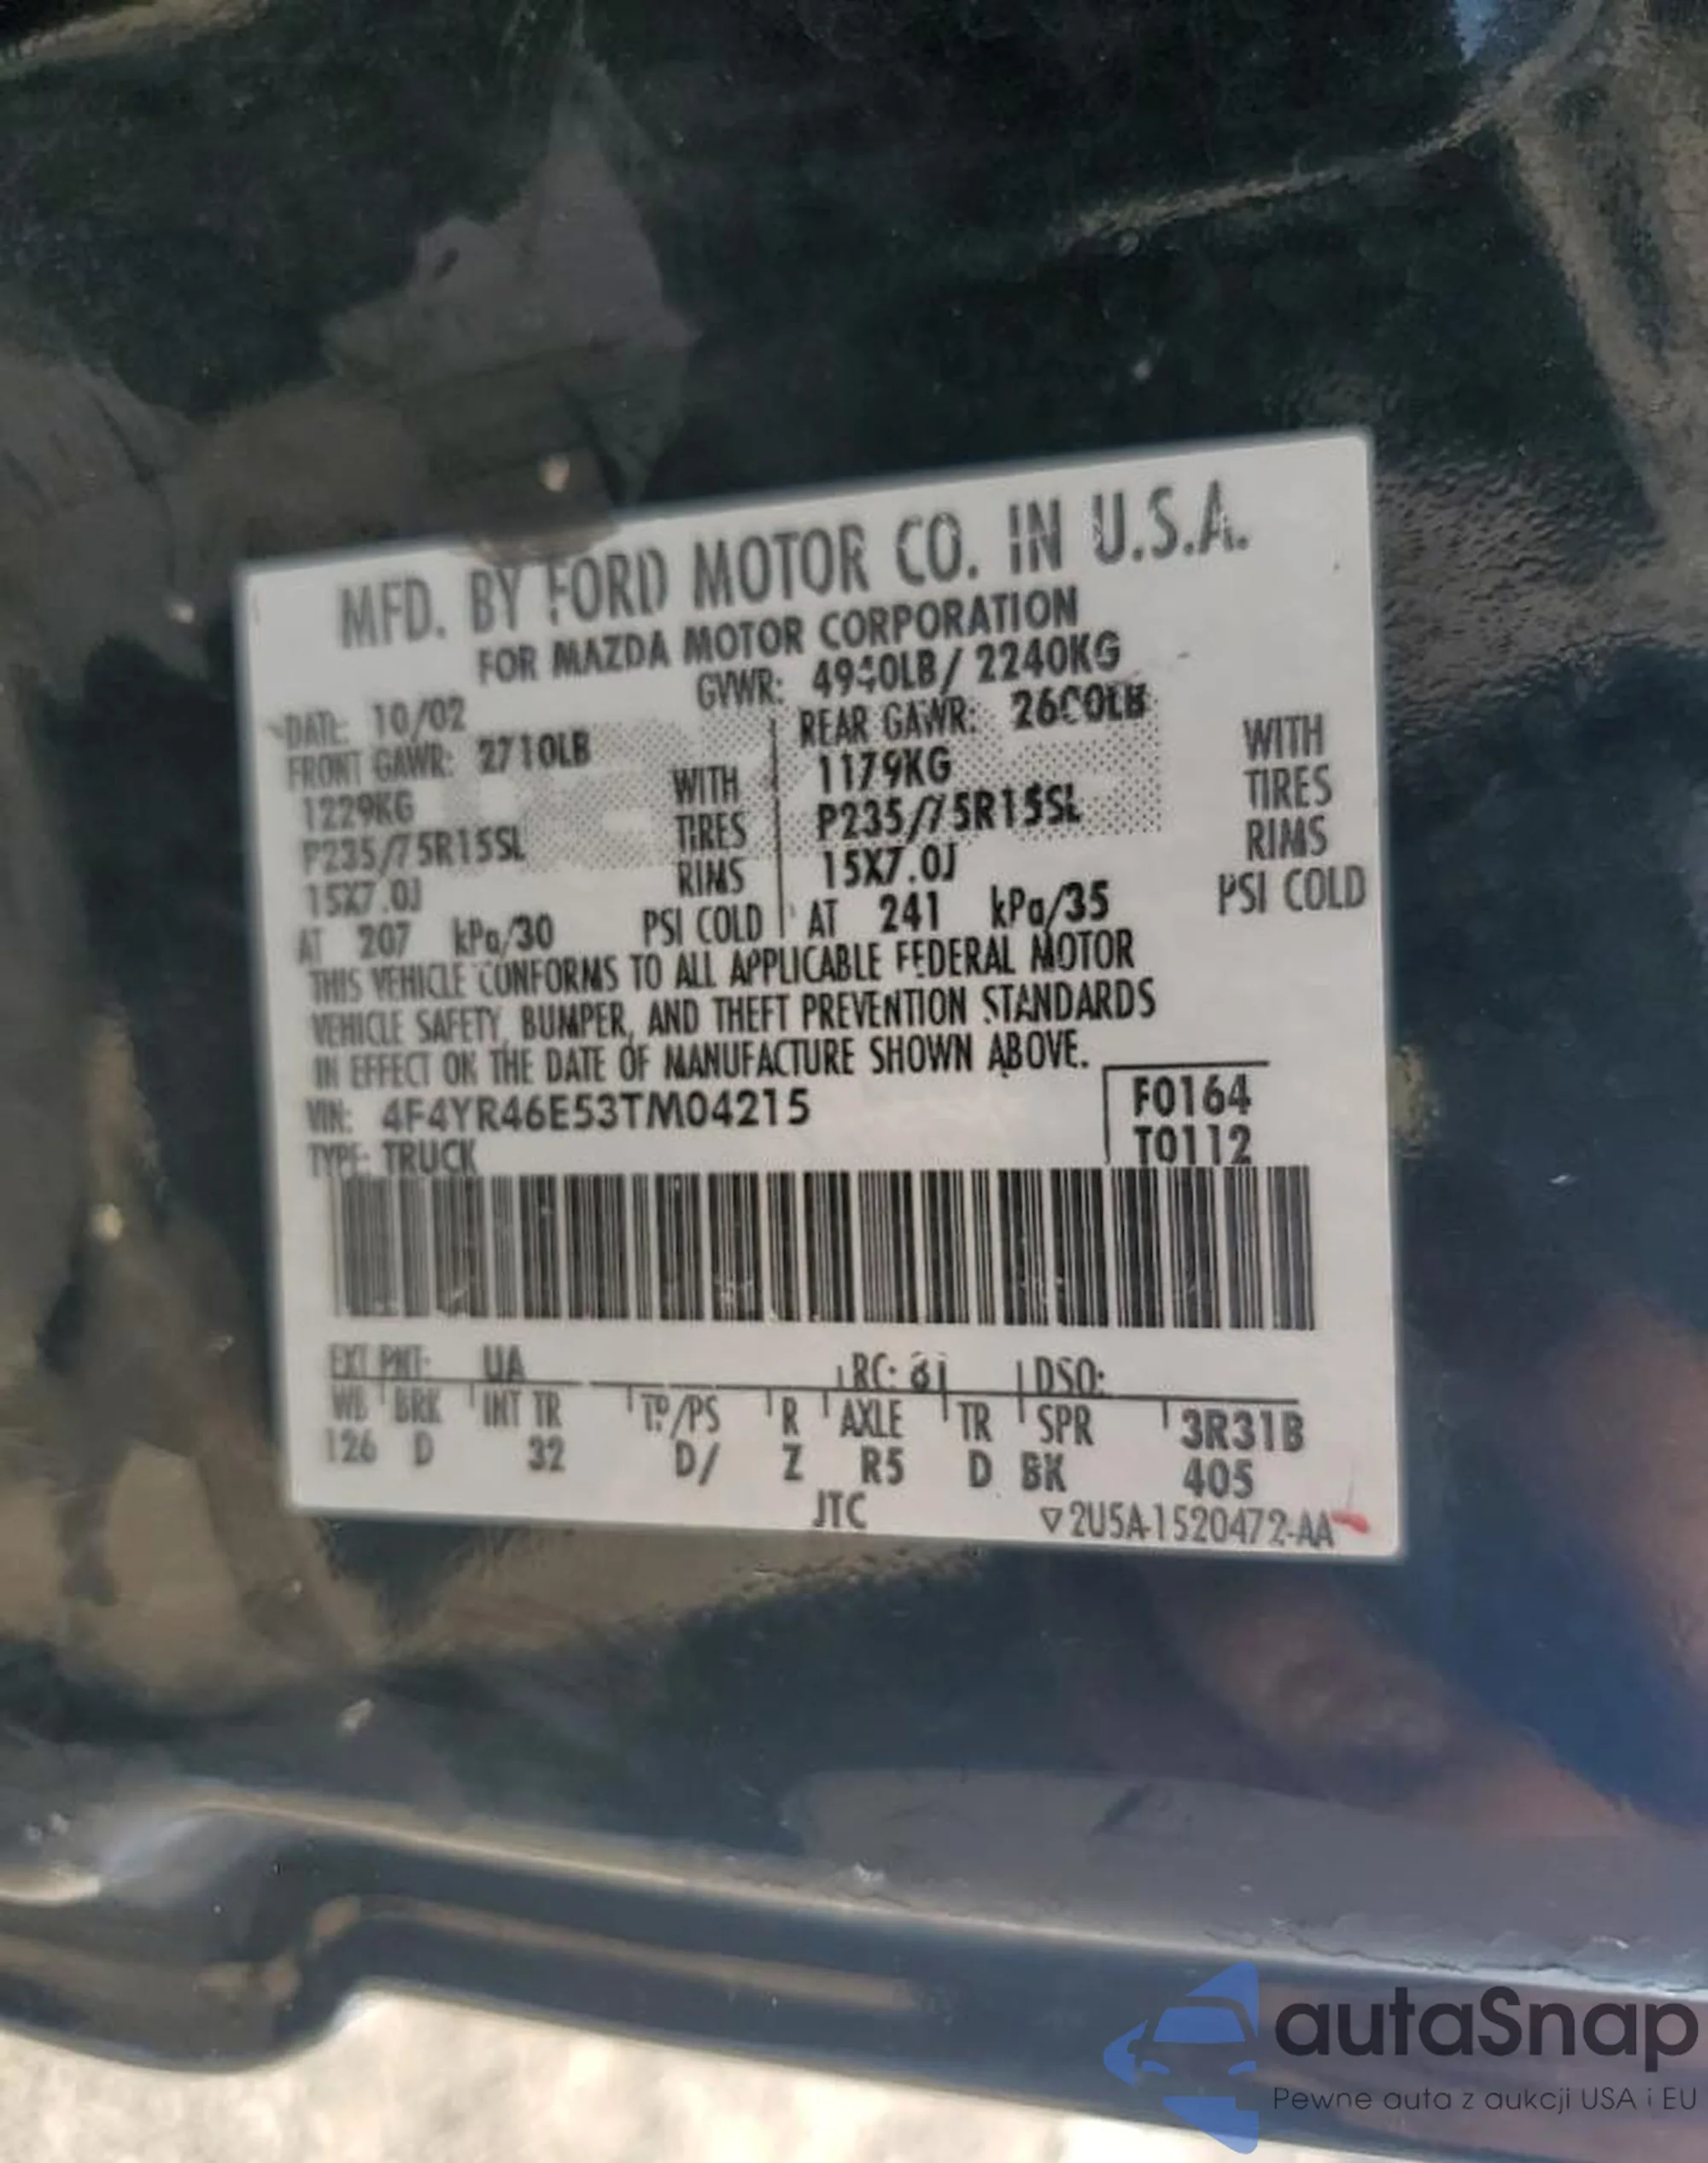 MFD. BY FORD MOTOR CO. IN U.S.A.
FOR MAZDA MOTOR CORPORATION
DATE: 10/02 GVWR: 4940LB/ 2240KG
FRONT GAWR: 2710LB REAR GAWR: 2600LB
1229KG WITH 1179KG WITH
P235/75R15SL TIRES P235/75R15SL TIRES
15X7.0J RIMS 15X7.0J RIMS
AT 207 kPa/30 PSI COLD AT 241 kPa/35 PSI COLD
THIS VEHICLE CONFORMS TO ALL APPLICABLE FEDERAL MOTOR
VEHICLE SAFETY, BUMPER, AND THEFT PREVENTION STANDARDS
IN EFFECT ON THE DATE OF MANUFACTURE SHOWN ABOVE.
VIN: 4F4YR46E53TM04215 F0164
TYPE: TRUCK T0112
EXT PNT: UA RC: DSO:
WB BRK INT TR TP/PS R AXLE TR SPR 3R31B
126 D 32 D/ Z R5 D BK 405
JTC ▽2U5A-1520472-AA
autaSnap
Pewne auta z aukcji USA i EU